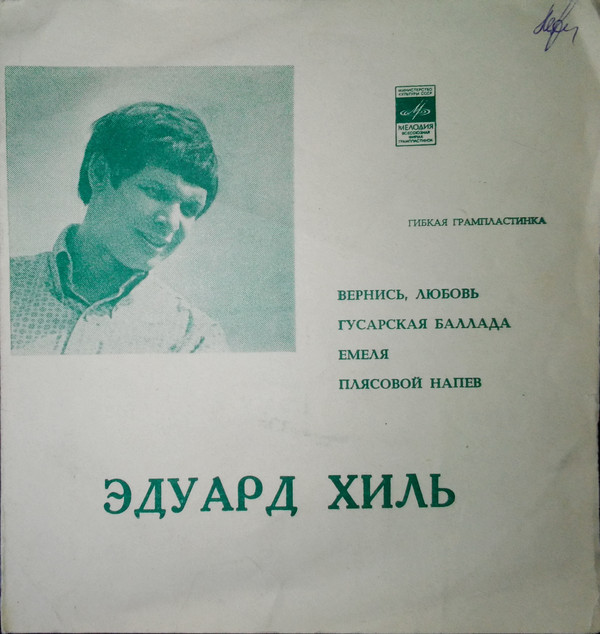 МИНИСТЕРСТВО
КУЛЬТУРЫ СССР
МЕЛОДИЯ
ВСЕСОЮЗНАЯ
ФИРМА
ГРАМПЛАСТИНОК
ГИБКАЯ ГРАМПЛАСТИНКА
ВЕРНИСЬ, ЛЮБОВЬ
ГУСАРСКАЯ БАЛЛАДА
ЕМЕЛЯ
ПЛЯСОВОЙ НАПЕВ
ЭДУАРД ХИЛЬ